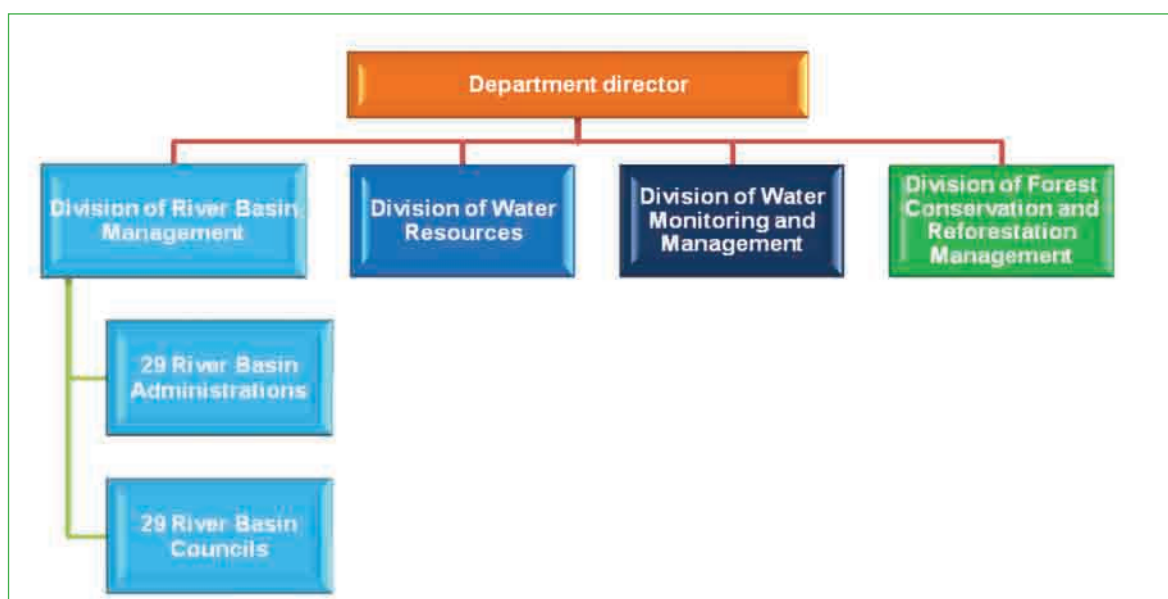 Department director
Division of River Basin
Management
Division of Water
Resources
Division of Water
Monitoring and
Management
Division of Forest
Conservation and
Reforestation
Management
29 River Basin
Administrations
29 River Basin
Councils